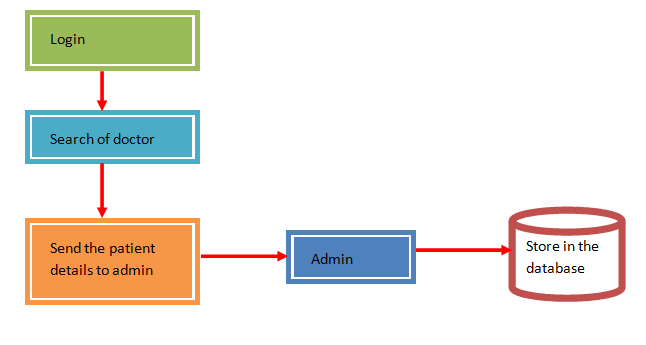 Login
Search of doctor
Send the patient
details to admin
Admin
Store in the
database